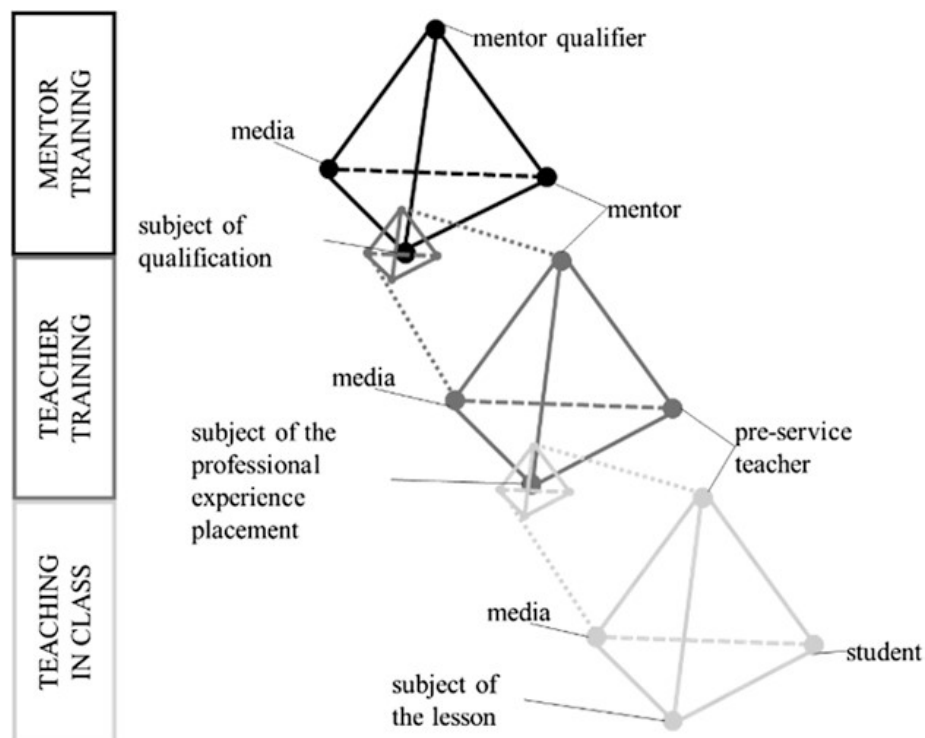 MENTOR
TRAINING
TEACHER
TRAINING
TEACHING
IN CLASS
mentor qualifier
media
mentor
subject of
qualification
media
pre-service
teacher
subject of the
professional
experience
placement
media
student
subject of
the lesson